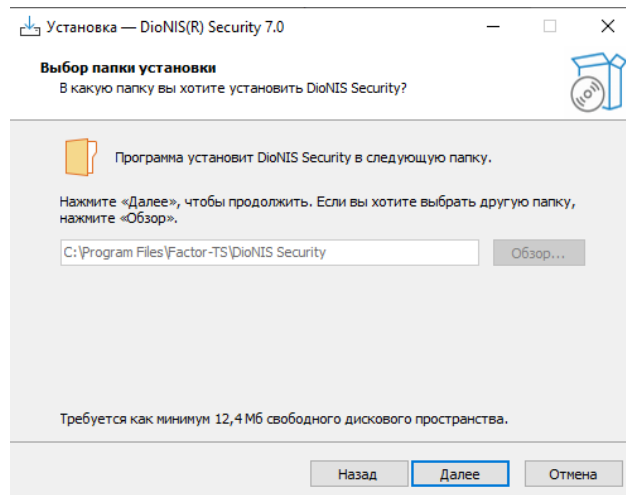 Установка — DioNIS(R) Security 7.0
Выбор папки установки
В какую папку вы хотите установить DioNIS Security?
Программа установит DioNIS Security в следующую папку.
Нажмите «Далее», чтобы продолжить. Если вы хотите выбрать другую папку,
нажмите «Обзор».
C:\Program Files\Factor-TS\DioNIS Security
Обзор...
Требуется как минимум 12,4 Мб свободного дискового пространства.
Назад
Далее
Отмена